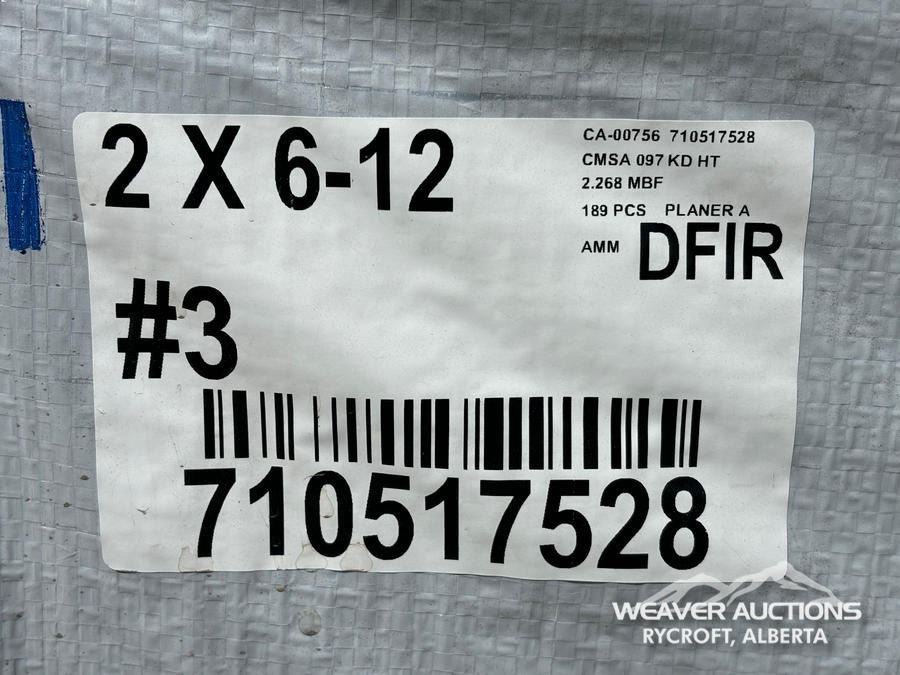 2 X 6-12
CA-00756 710517528
CMSA 097 KD HT
2.268 MBF
189 PCS PLANER A
AMM DFIR
#3
710517528
WEAVER AUCTIONS
RYCROFT, ALBERTA